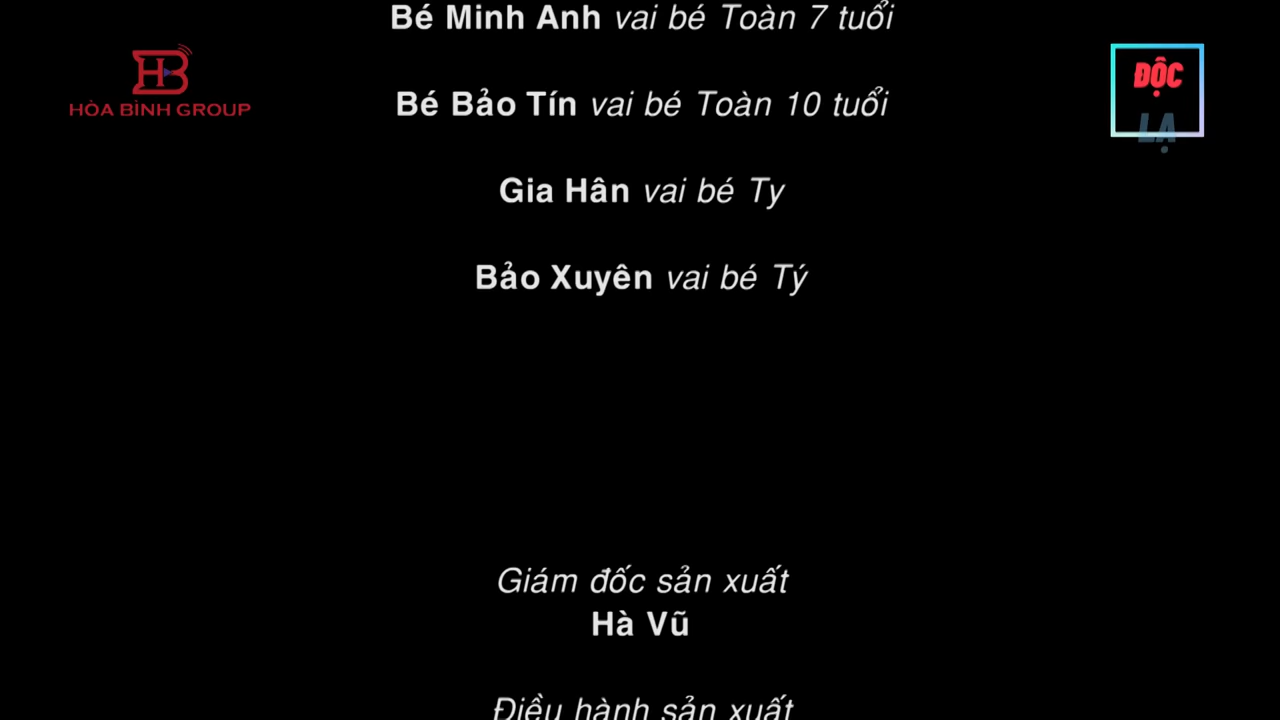 Bé Minh Anh vai bé Toàn 7 tuổi
HÒA BÌNH GROUP
ĐỘC
LẠ
Bé Bảo Tín vai bé Toàn 10 tuổi
Gia Hân vai bé Ty
Bảo Xuyên vai bé Tý
Giám đốc sản xuất
Hà Vũ
Điều hành sản xuất